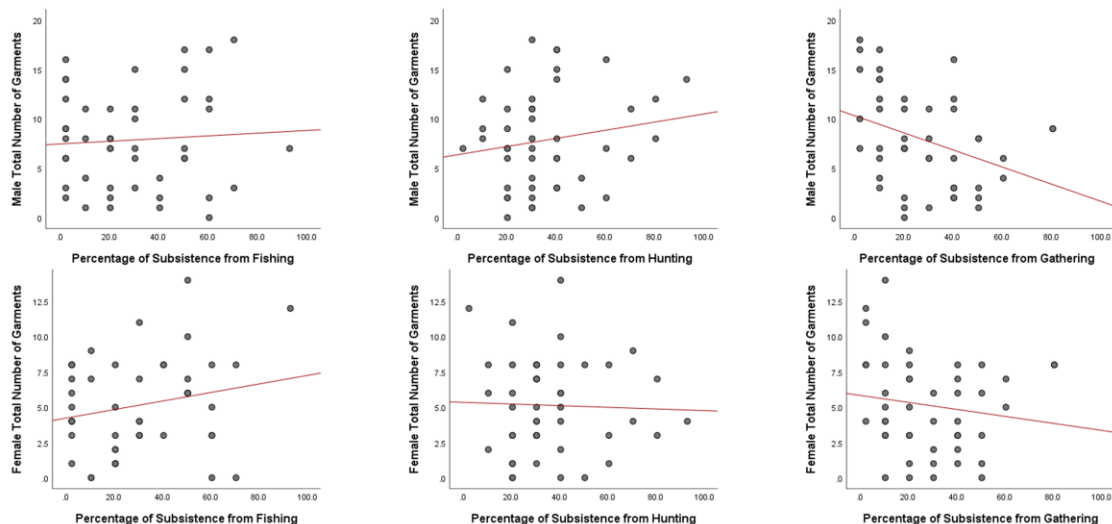 Male Total Number of Garments
20
15
10
5
0
.0 20.0 40.0 60.0 80.0 100.0
Percentage of Subsistence from Fishing
Male Total Number of Garments
20
15
10
5
0
.0 20.0 40.0 60.0 80.0 100.0
Percentage of Subsistence from Hunting
Male Total Number of Garments
20
15
10
5
0
.0 20.0 40.0 60.0 80.0 100.0
Percentage of Subsistence from Gathering
Female Total Number of Garments
12.5
10.0
7.5
5.0
2.5
.0
.0 20.0 40.0 60.0 80.0 100.0
Percentage of Subsistence from Fishing
Female Total Number of Garments
12.5
10.0
7.5
5.0
2.5
.0
.0 20.0 40.0 60.0 80.0 100.0
Percentage of Subsistence from Hunting
Female Total Number of Garments
12.5
10.0
7.5
5.0
2.5
.0
.0 20.0 40.0 60.0 80.0 100.0
Percentage of Subsistence from Gathering